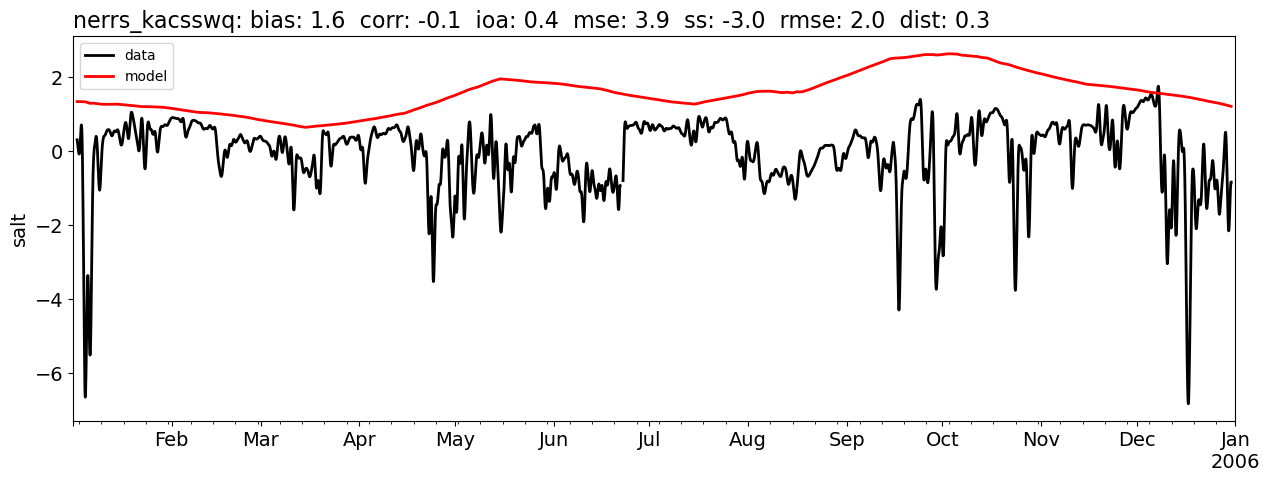 nerrs_kacsswq: bias: 1.6  corr: -0.1  ioa: 0.4  mse: 3.9  ss: -3.0  rmse: 2.0  dist: 0.3
data
model
2
0
−2
−4
−6
salt
Feb Mar Apr May Jun Jul Aug Sep Oct Nov Dec Jan
2006